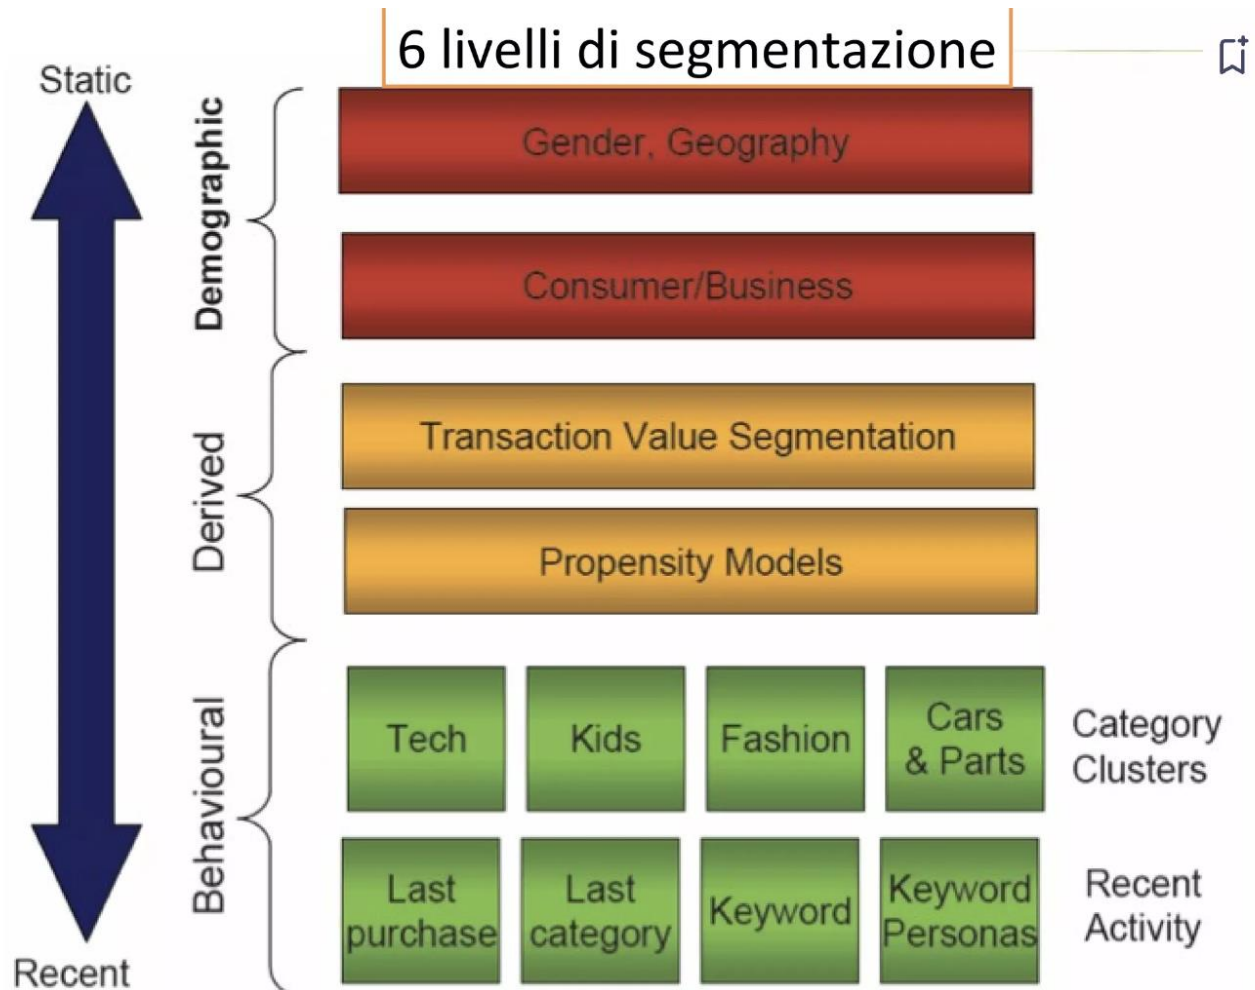 6 livelli di segmentazione
Static
Demographic
Gender, Geography
Consumer/Business
Derived
Transaction Value Segmentation
Propensity Models
Behavioural
Tech
Kids
Fashion
Cars
& Parts
Category
Clusters
Last
purchase
Last
category
Keyword
Keyword
Personas
Recent
Activity
Recent